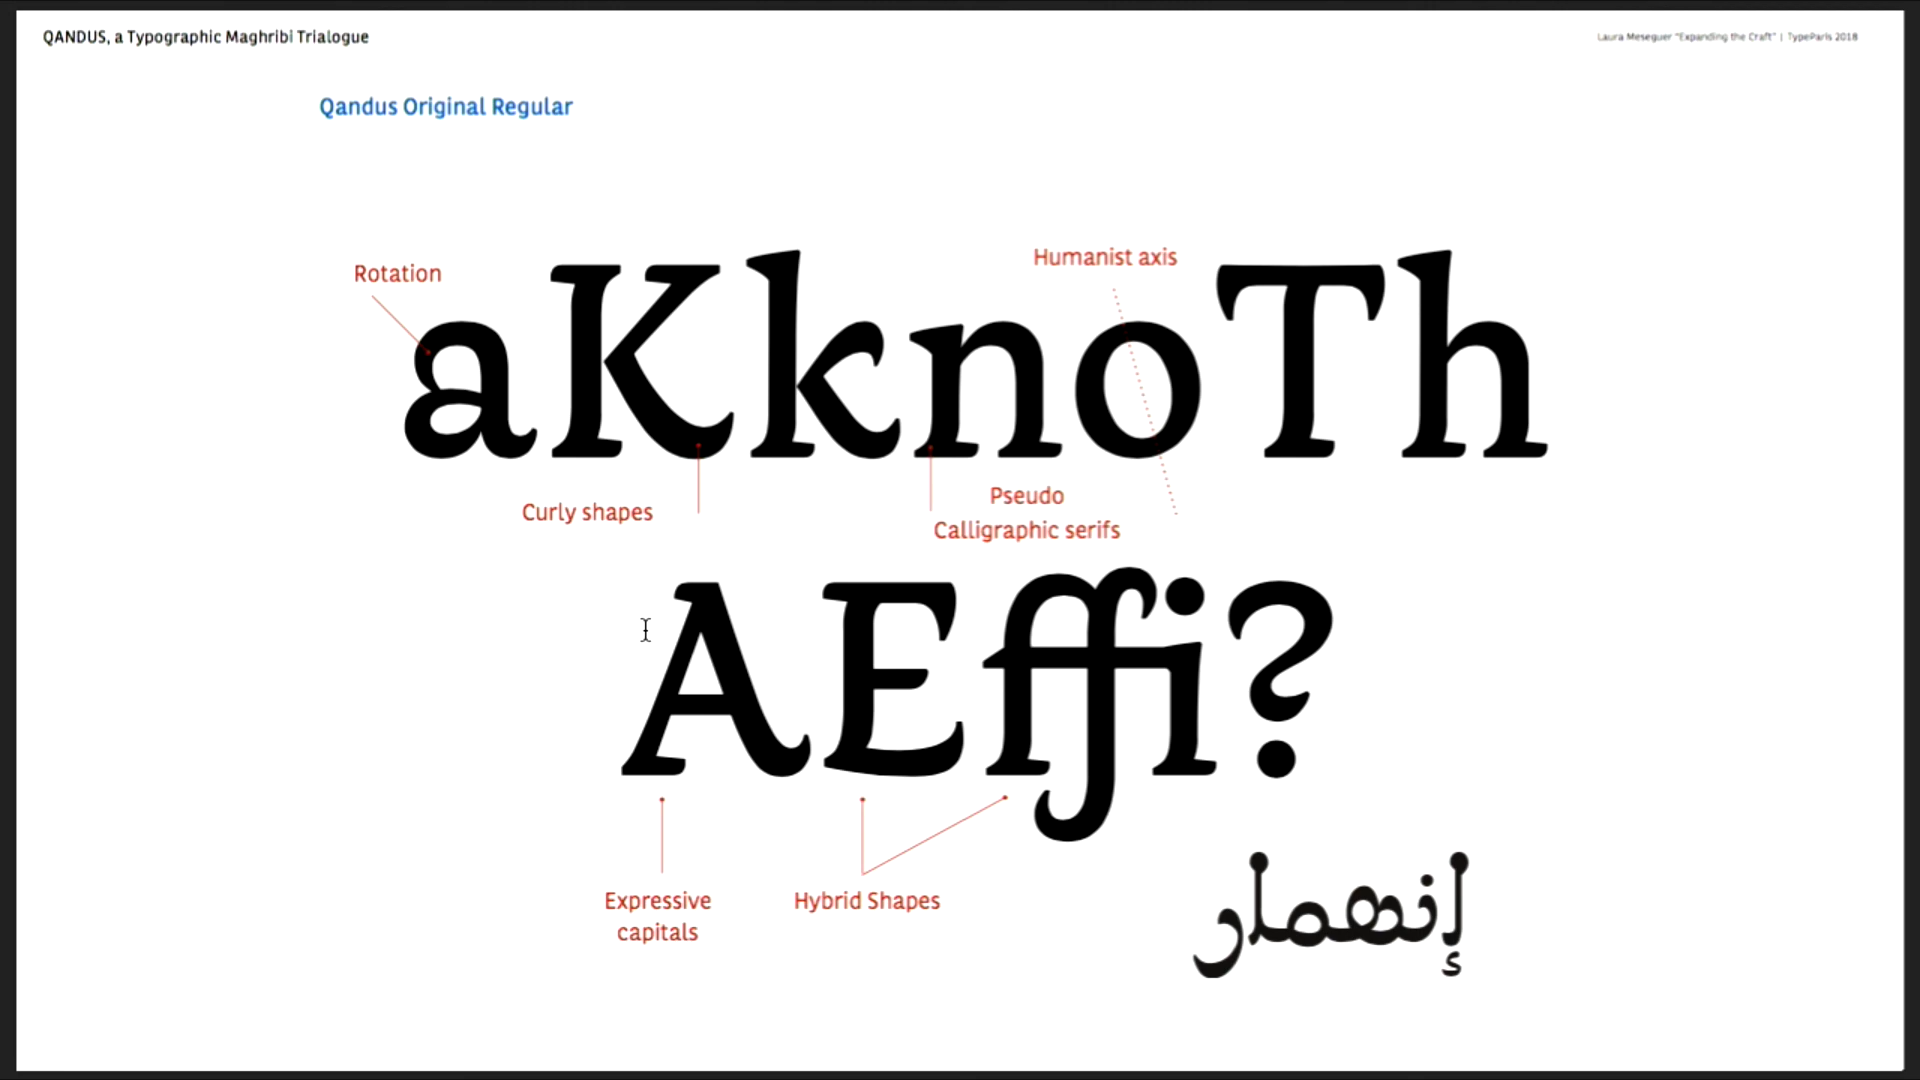 QANDUS, a Typographic Maghribi Trialogue
Laura Meseguer "Expanding the Craft" | TypeParis 2018
Qandus Original Regular
Rotation
Humanist axis
aKknoTh
Curly shapes
Pseudo
Calligraphic serifs
AEffi?
Expressive
capitals
Hybrid Shapes
إنهمار